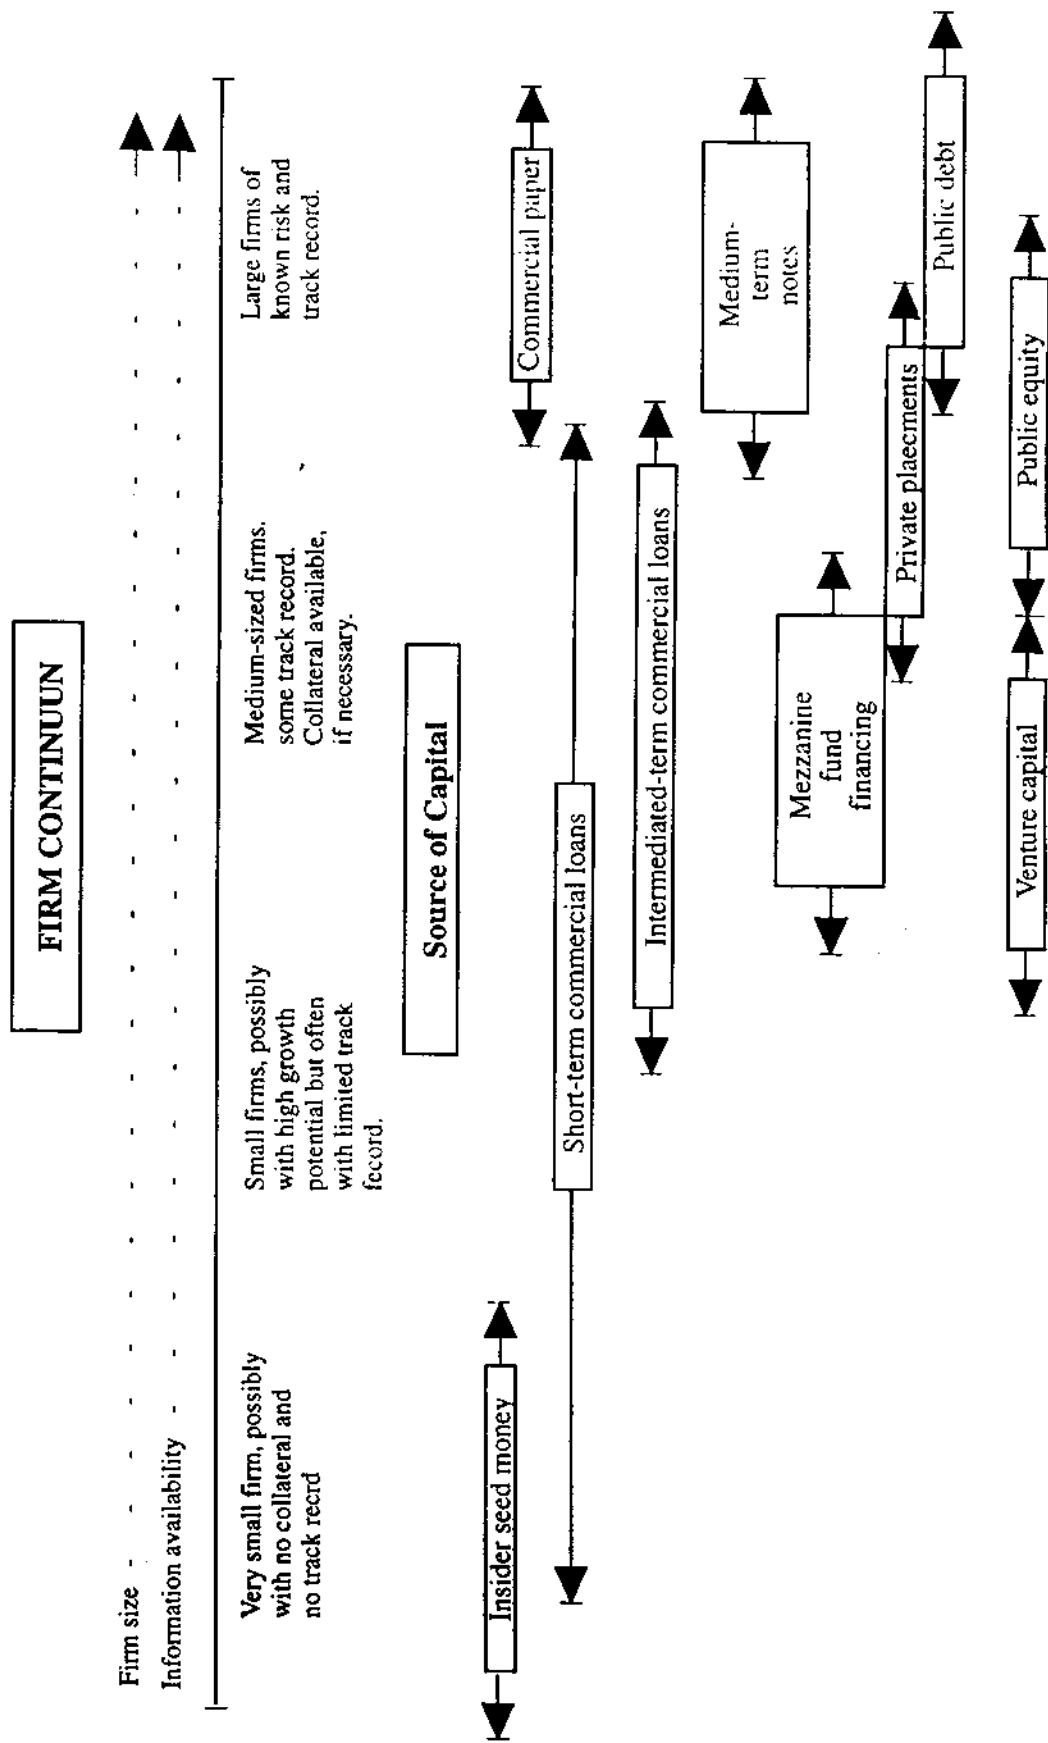 FIRM CONTINUUN
Firm size
Information availability
Very small firm, possibly
with no collateral and
no track recrd
Small firms, possibly
with high growth
potential but often
with limited track
fecord.
Medium-sized firms.
some track record.
Collateral available,
if necessary.
Large firms of
known risk and
track record.
Source of Capital
Insider seed money
Commercial paper
Short-term commercial loans
Intermediated-term commercial loans
Medium-
term
notes
Mezzanine
fund
financing
Private plaecments
Public debt
Venture capital
Public equity